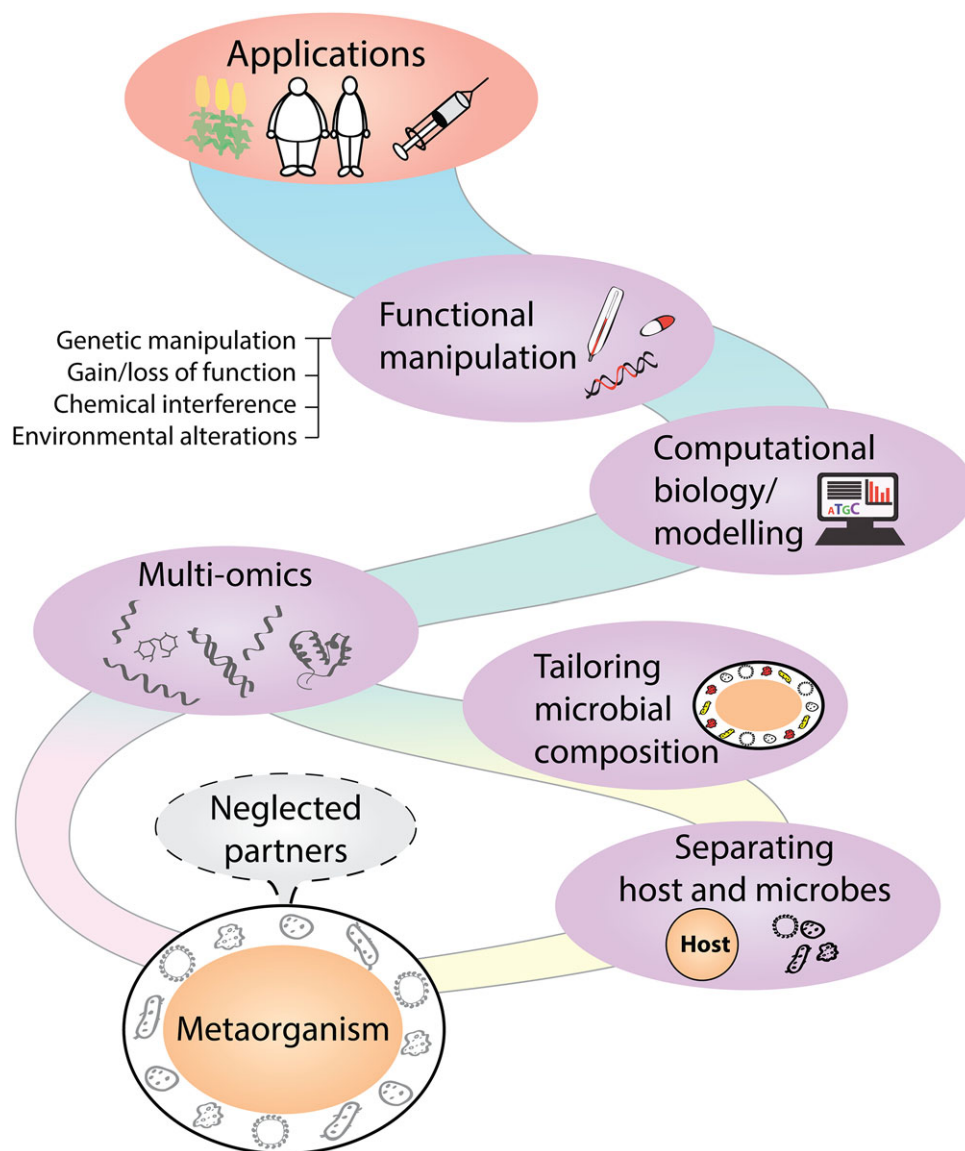 Applications
Functional
manipulation
Genetic manipulation
Gain/loss of function
Chemical interference
Environmental alterations
Computational
biology/
modelling
ATGC
Multi-omics
Tailoring
microbial
composition
Neglected
partners
Separating
host and microbes
Host
Metaorganism